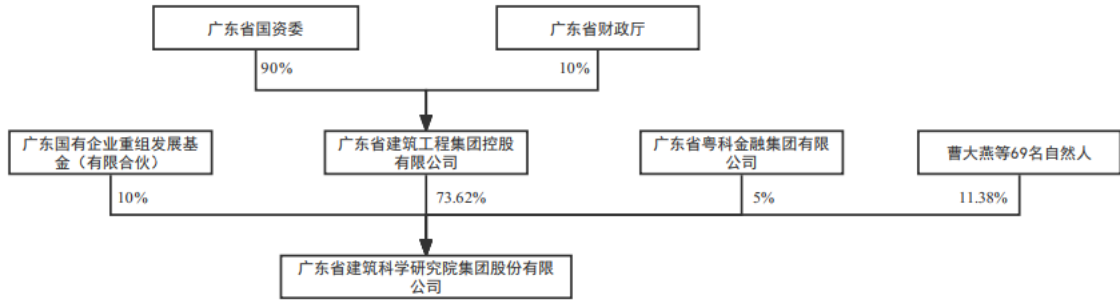 广东省国资委
广东省财政厅
90%
10%
广东国有企业重组发展基
金（有限合伙）
广东省建筑工程集团控股
有限公司
广东省粤科金融集团有限
公司
曹大燕等69名自然人
10%
73.62%
5%
11.38%
广东省建筑科学研究院集团股份有限
公司